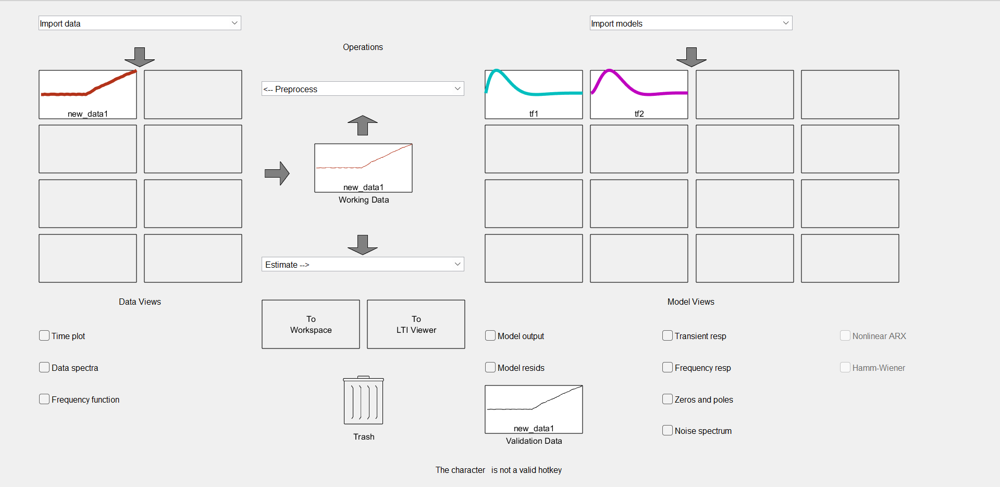 Import data
Import models
Operations
<-- Preprocess
new_data1
tf1
tf2
new_data1
Working Data
Estimate -->
Data Views
Model Views
To
Workspace
To
LTI Viewer
Time plot
Data spectra
Frequency function
Model output
Model resids
Transient resp
Frequency resp
Zeros and poles
Noise spectrum
Nonlinear ARX
Hamm-Wiener
Trash
new_data1
Validation Data
The character   is not a valid hotkey